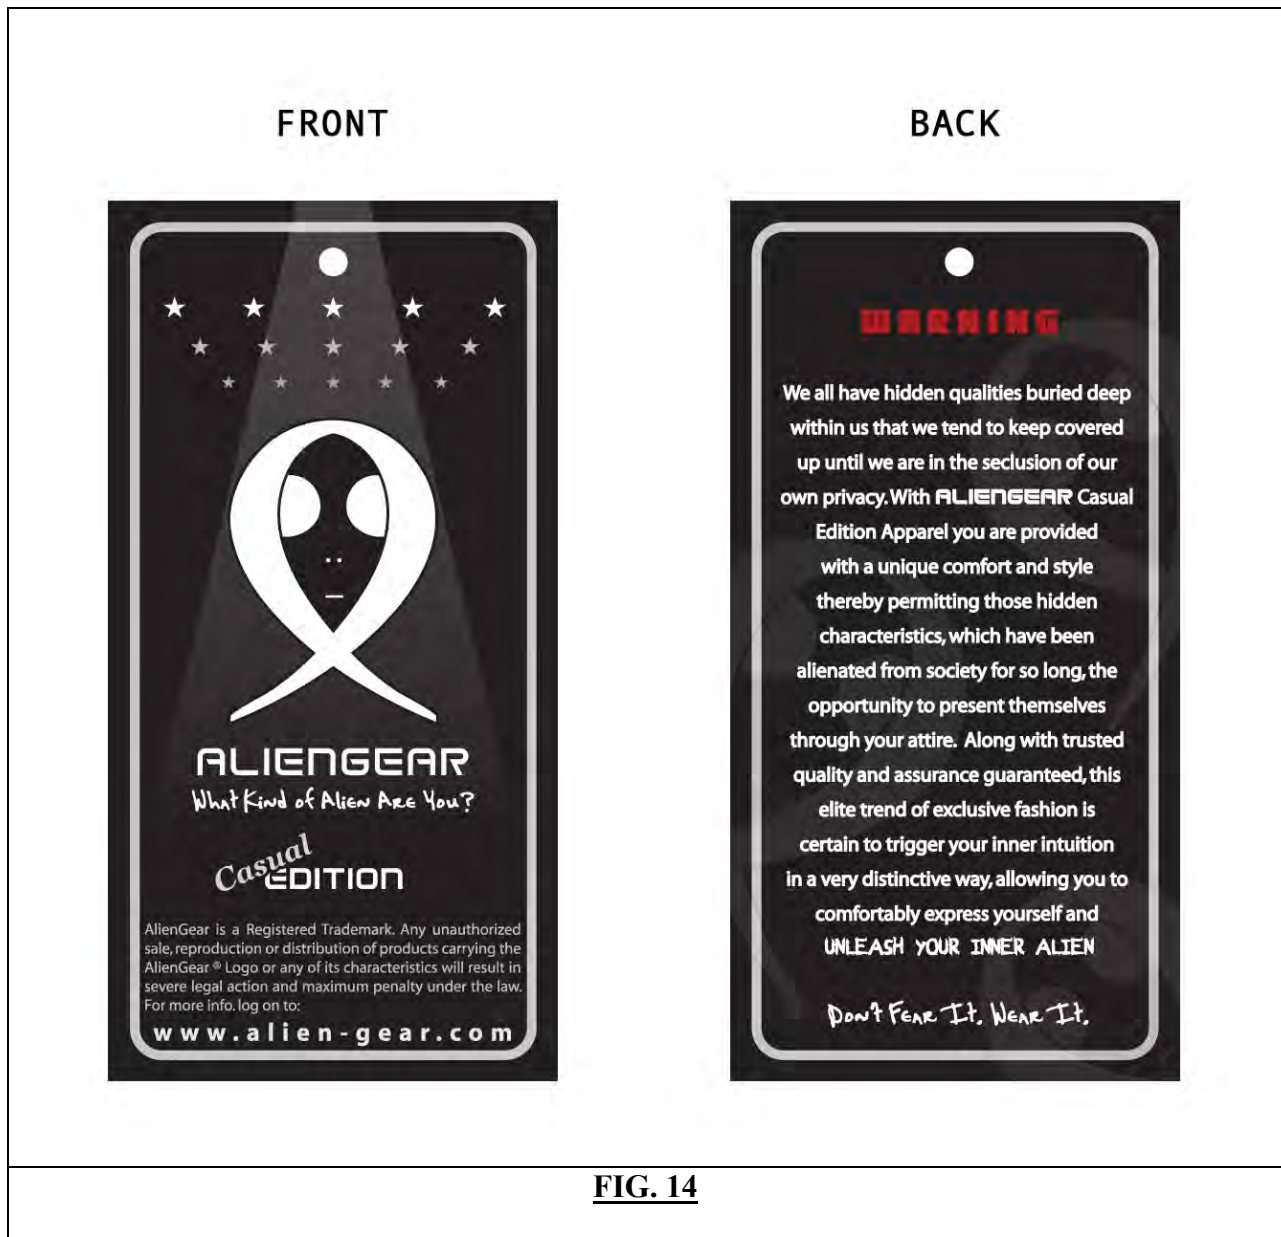 FRONT
ALIENGEAR
What Kind of Alien Are You?
Casual
EDITION
AlienGear is a Registered Trademark. Any unauthorized
sale, reproduction or distribution of products carrying the
AlienGear ® Logo or any of its characteristics will result in
severe legal action and maximum penalty under the law.
For more info. log on to:
www.alien-gear.com
BACK
WARNING
We all have hidden qualities buried deep
within us that we tend to keep covered
up until we are in the seclusion of our
own privacy. With ALIENGEAR Casual
Edition Apparel you are provided
with a unique comfort and style
thereby permitting those hidden
characteristics, which have been
alienated from society for so long, the
opportunity to present themselves
through your attire. Along with trusted
quality and assurance guaranteed, this
elite trend of exclusive fashion is
certain to trigger your inner intuition
in a very distinctive way, allowing you to
comfortably express yourself and
UNLEASH YOUR INNER ALIEN
Don't Fear It. Wear It.
FIG. 14